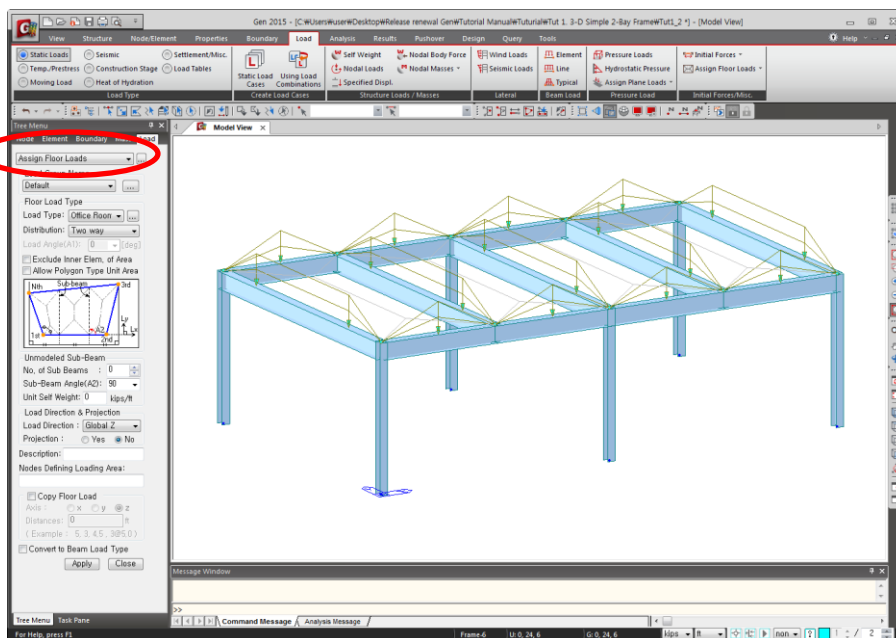 Gen 2015 - [C:₩Users₩user₩Desktop₩Release renewal Gen₩Tutorial Manual₩Tuturial₩Tut 1. 3-D Simple 2-Bay Frame₩Tut1_2 *] - [Model View]
View Structure Node/Element Properties Boundary Load Analysis Results Pushover Design Query Tools Help
Static Loads Seismic Settlement/Misc.
Temp./Prestress Construction Stage Load Tables
Moving Load Heat of Hydration
Load Type
Static Load Cases
Using Load Combinations
Create Load Cases
Self Weight Nodal Body Force
Nodal Loads Nodal Masses
Specified Displ.
Structure Loads / Masses
Wind Loads
Seismic Loads
Lateral
Element
Line
Typical
Beam Load
Pressure Loads
Hydrostatic Pressure
Assign Plane Loads
Pressure Load
Initial Forces
Assign Floor Loads
Initial Forces/Misc.
Tree Menu
Node Element Boundary Load
Model View
Assign Floor Loads
Default
Floor Load Type
Load Type: Office Roon
Distribution: Two way
Load Angle(A1): 0 [deg]
Exclude Inner Elem. of Area
Allow Polygon Type Unit Area
Nth Sub-beam 3rd
1st A2 2nd Ly Lx
Unmodeled Sub-Beam
No. of Sub Beams : 0
Sub-Beam Angle(A2): 90
Unit Self Weight: 0 kips/ft
Load Direction & Projection
Load Direction : Global Z
Projection : Yes No
Description:
Nodes Defining Loading Area:
Copy Floor Load
Axis : x y z
Distances: 0 ft
( Example : 5, 3, 4.5, 3@5.0 )
Convert to Beam Load Type
Apply Close
Message Window
>>
Tree Menu Task Pane
Command Message Analysis Message
For Help, press F1
Frame-6 U: 0, 24, 6 G: 0, 24, 6 kips ft non 1 / 2